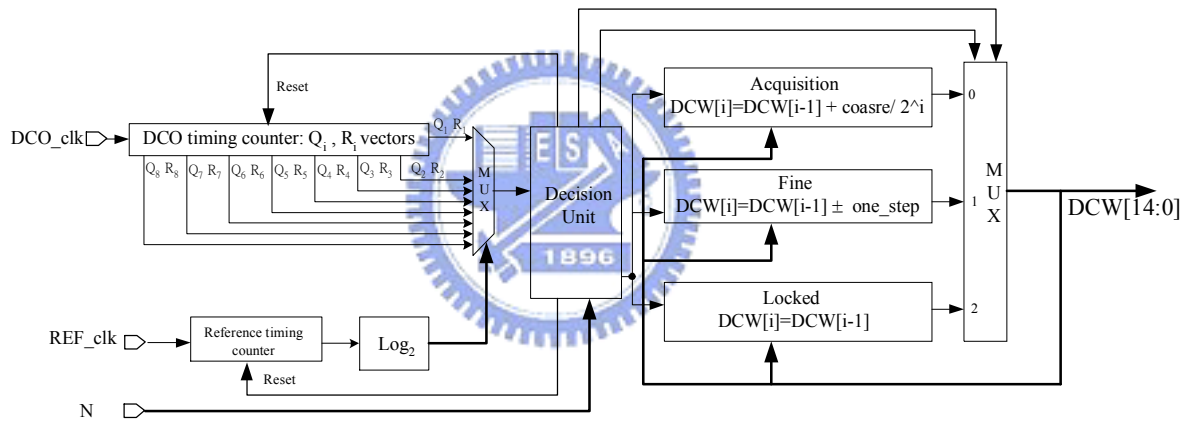 Reset
DCO_clk
DCO timing counter: Qi , Ri vectors
Q1 R1
Q8 R8 Q7 R7 Q6 R6 Q5 R5 Q4 R4 Q3 R3 Q2 R2
MUX
Decision
Unit
ES
1896
Acquisition
DCW[i]=DCW[i-1] + coasre/ 2^i
0
Fine
DCW[i]=DCW[i-1] ± one_step
1
Locked
DCW[i]=DCW[i-1]
2
MUX
DCW[14:0]
REF_clk
Reference timing
counter
Log2
Reset
N